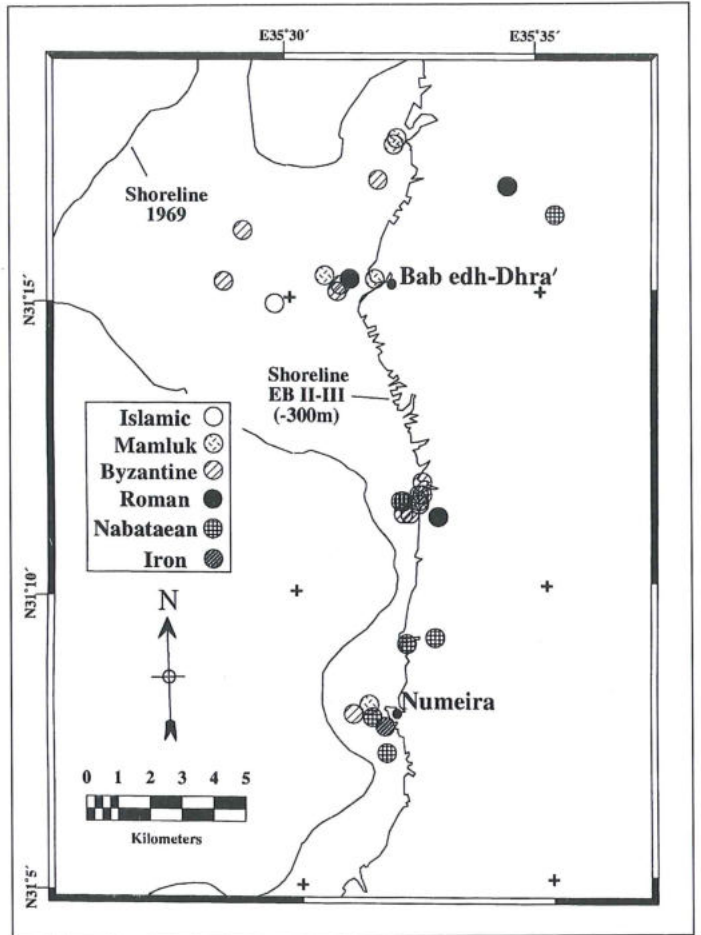 E35°30′ E35°35′
Shoreline
1969
Bab edh-Dhra′
N31°15′
Shoreline
EB II-III
(-300m)
Islamic
Mamluk
Byzantine
Roman
Nabataean
Iron
N31°10′
N
Numeira
0 1 2 3 4 5
Kilometers
N31°5′